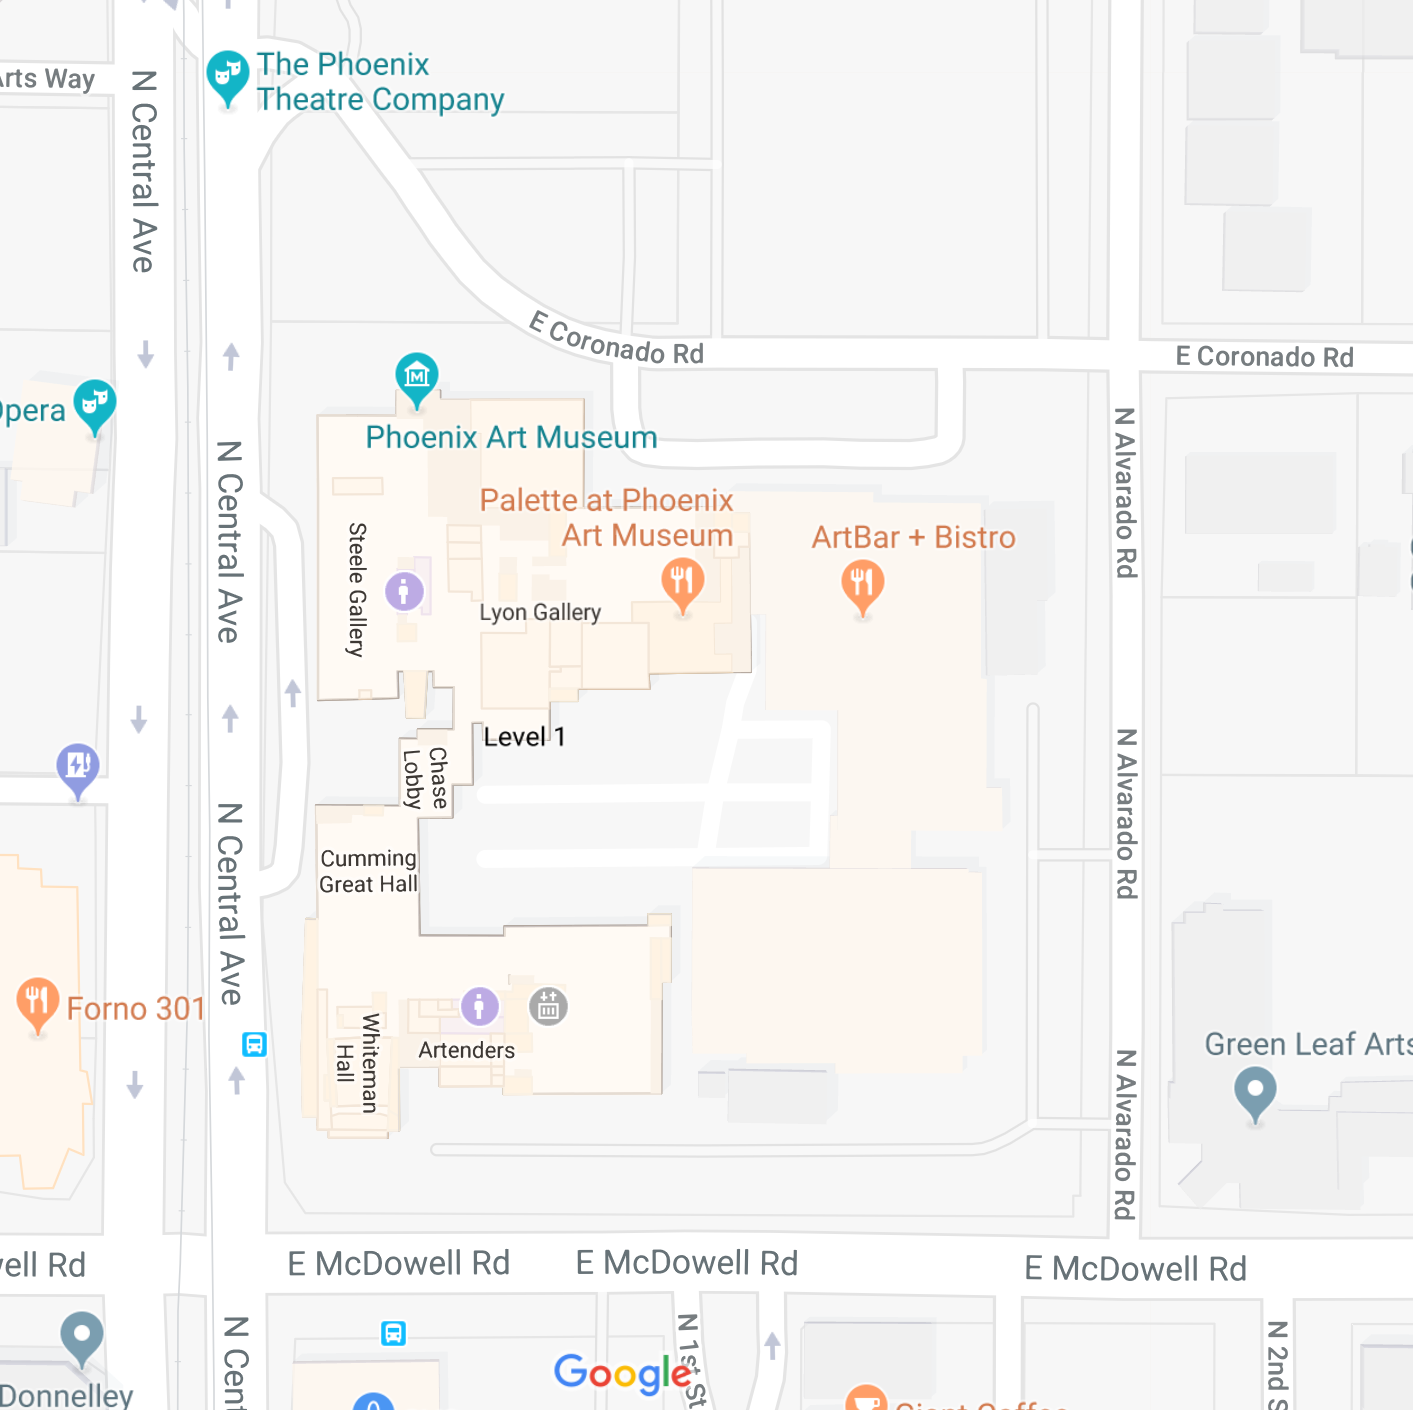 The Phoenix
Theatre Company
Arts Way
N Central Ave
E Coronado Rd
E Coronado Rd
Opera
Phoenix Art Museum
N Alvarado Rd
N Central Ave
Palette at Phoenix
Art Museum
ArtBar + Bistro
Steele Gallery
Lyon Gallery
Level 1
Chase
Lobby
N Alvarado Rd
N Central Ave
Cumming
Great Hall
Forno 301
Whiteman
Hall
Artenders
Green Leaf Arts
N Alvarado Rd
well Rd
E McDowell Rd
E McDowell Rd
E McDowell Rd
N Cent
N 1st St
N 2nd S
Google
Donnelley
Giant Coffee